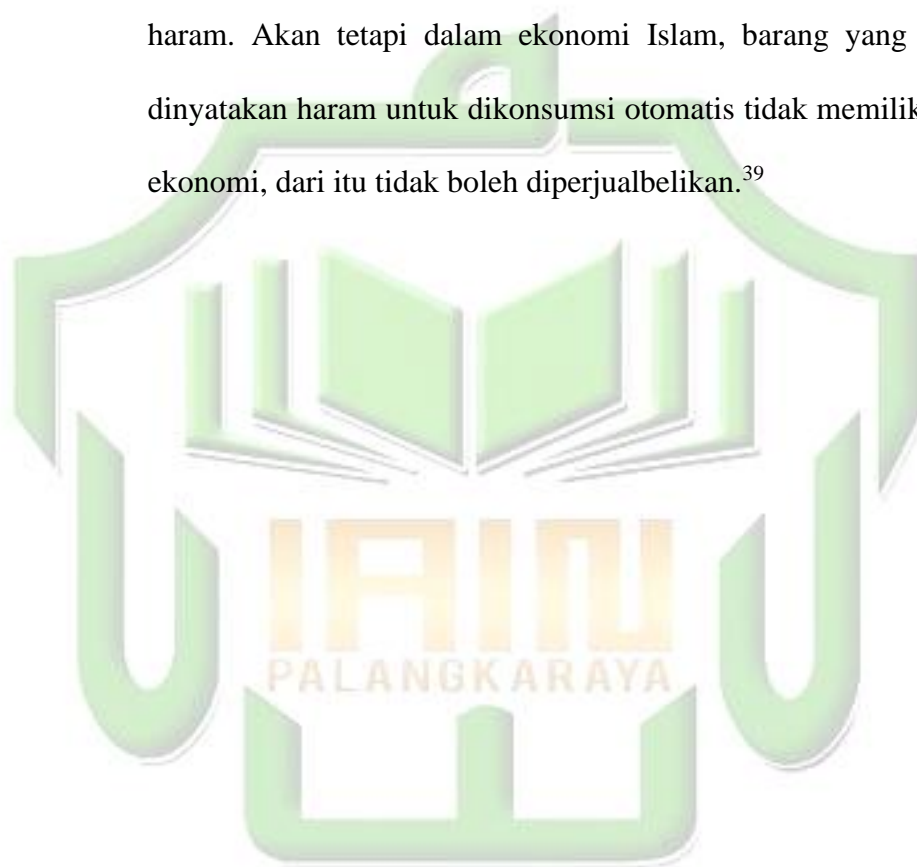 haram. Akan tetapi dalam ekonomi Islam, barang yang
dinyatakan haram untuk dikonsumsi otomatis tidak memilik
ekonomi, dari itu tidak boleh diperjualbelikan.³⁹
IAIN
PALANGKARAYA